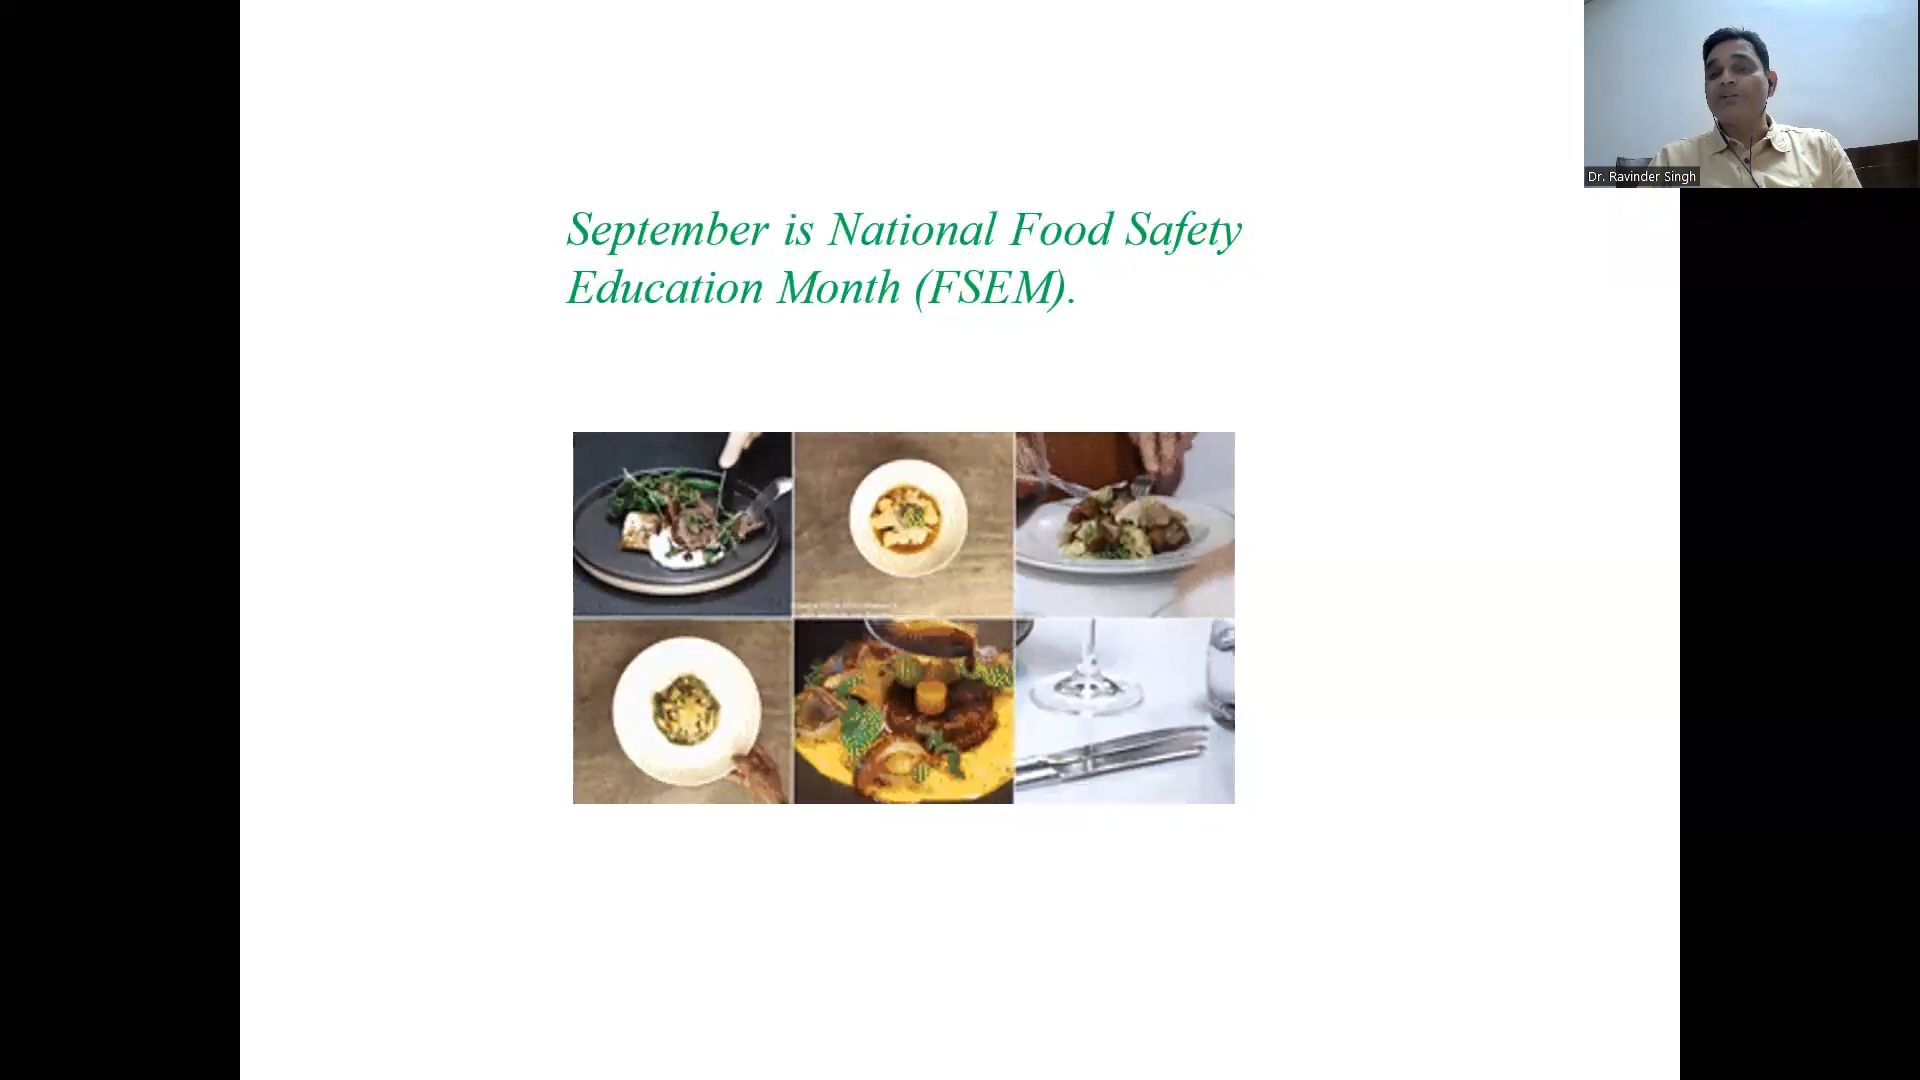 Dr. Ravinder Singh
September is National Food Safety
Education Month (FSEM).